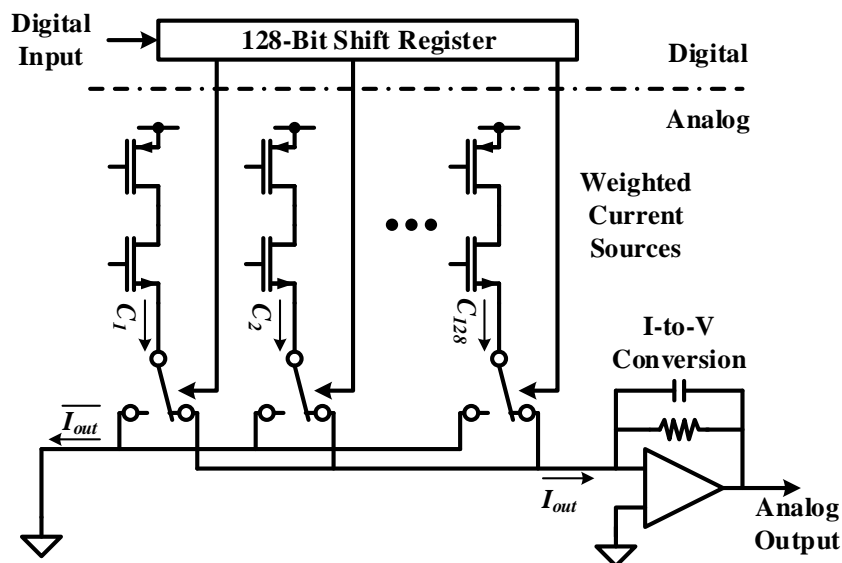 Digital
Input
128-Bit Shift Register
Digital
Analog
Weighted
Current
Sources
C1
C2
C128
I-to-V
Conversion
Iout
Iout
Analog
Output